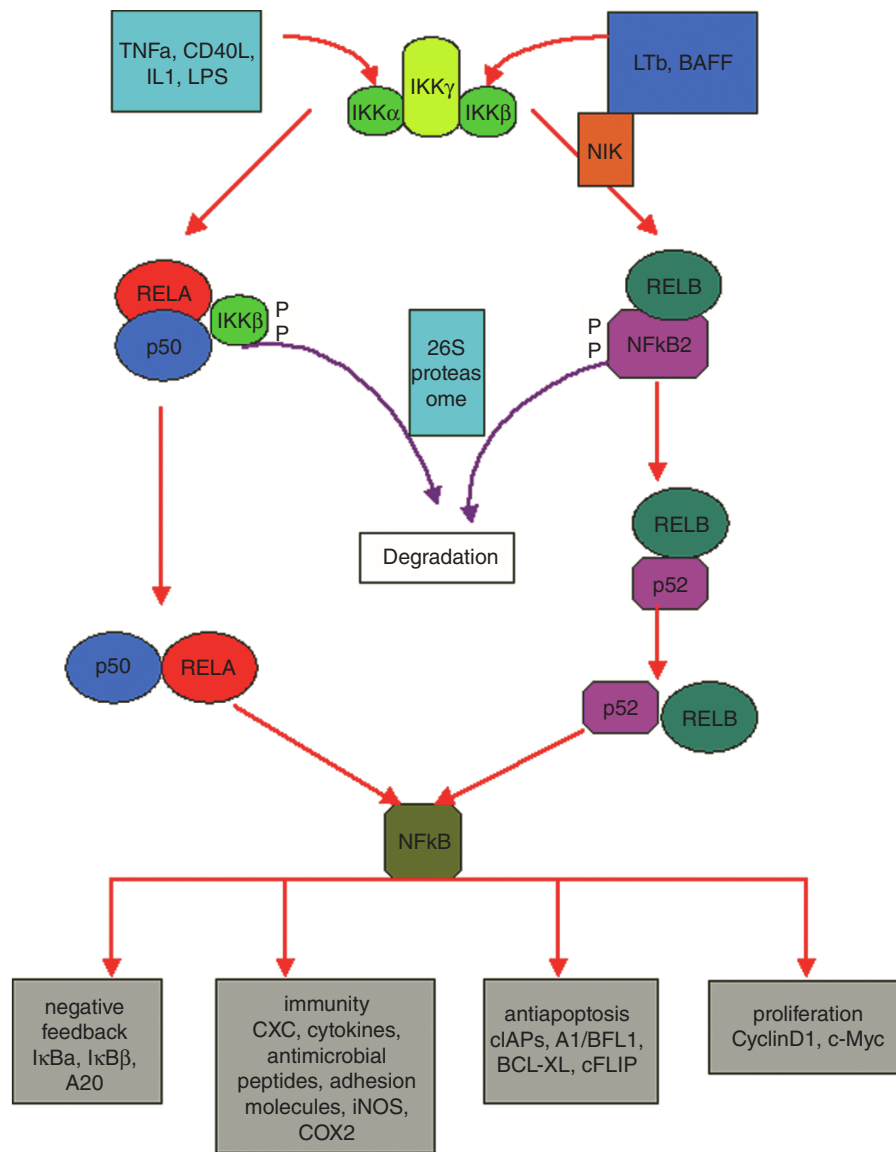 TNFa, CD40L,
IL1, LPS
IKKγ
IKKα
IKKβ
LTb, BAFF
NIK
RELA
p50
IKKβ
P
P
26S
proteas
ome
P
P
RELB
NFkB2
Degradation
RELB
p52
p50
RELA
p52
RELB
NFkB
negative
feedback
IκBa, IκBβ,
A20
immunity
CXC, cytokines,
antimicrobial
peptides, adhesion
molecules, iNOS,
COX2
antiapoptosis
clAPs, A1/BFL1,
BCL-XL, cFLIP
proliferation
CyclinD1, c-Myc